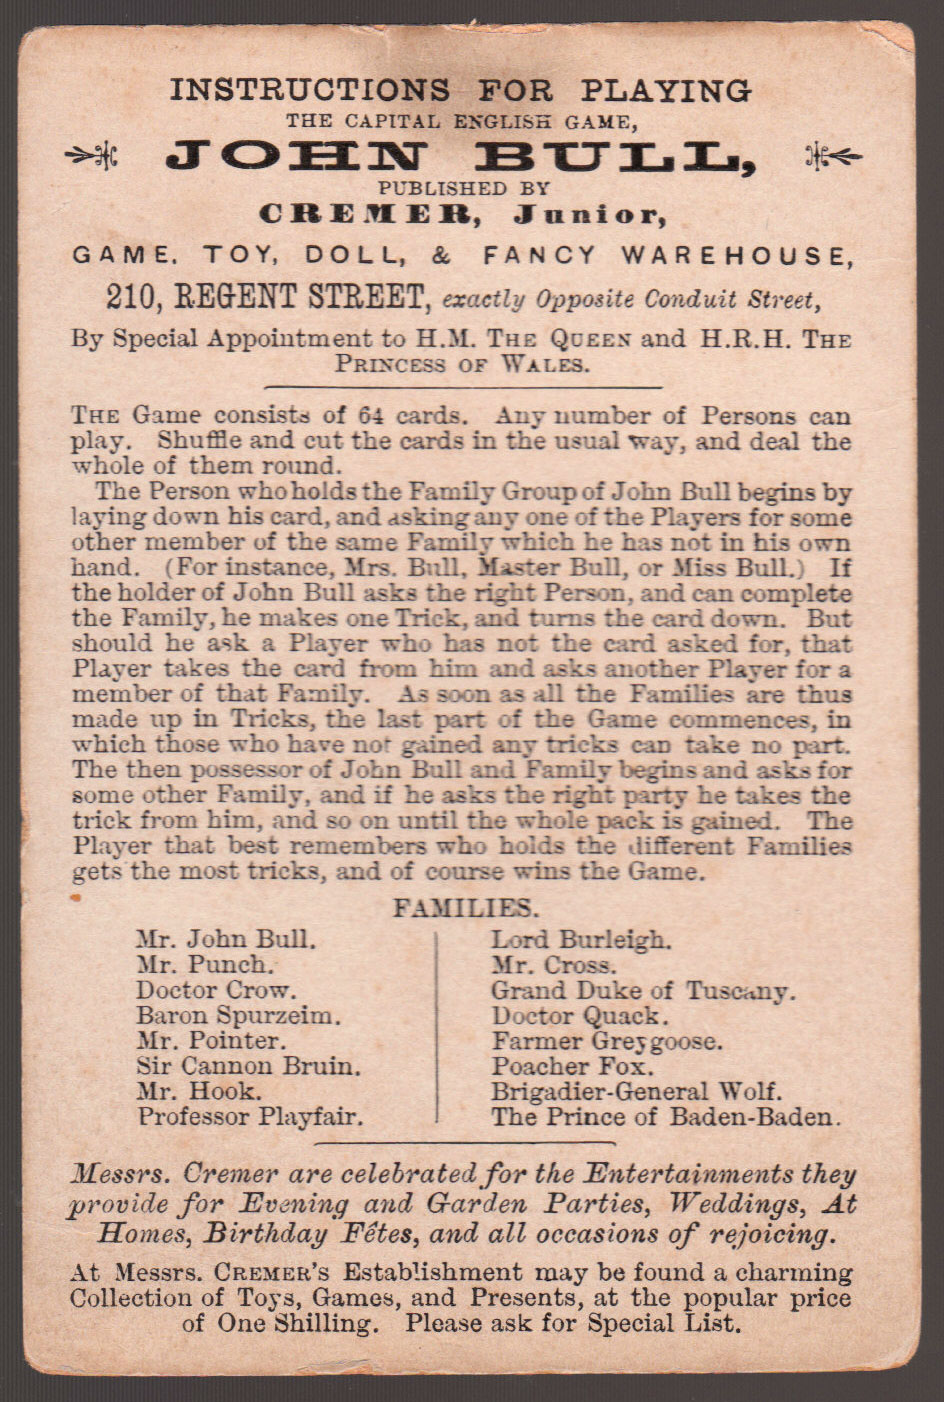 INSTRUCTIONS FOR PLAYING
THE CAPITAL ENGLISH GAME,
JOHN BULL,
PUBLISHED BY
CREMER, Junior,
GAME, TOY, DOLL, & FANCY WAREHOUSE,
210, REGENT STREET, exactly Opposite Conduit Street,
By Special Appointment to H.M. THE QUEEN and H.R.H. THE
PRINCESS OF WALES.
THE Game consists of 64 cards. Any number of Persons can
play. Shuffle and cut the cards in the usual way, and deal the
whole of them round.
The Person who holds the Family Group of John Bull begins by
laying down his card, and asking any one of the Players for some
other member of the same Family which he has not in his own
hand. (For instance, Mrs. Bull, Master Bull, or Miss Bull.) If
the holder of John Bull asks the right Person, and can complete
the Family, he makes one Trick, and turns the card down. But
should he ask a Player who has not the card asked for, that
Player takes the card from him and asks another Player for a
member of that Family. As soon as all the Families are thus
made up in Tricks, the last part of the Game commences, in
which those who have not gained any tricks can take no part.
The then possessor of John Bull and Family begins and asks for
some other Family, and if he asks the right party he takes the
trick from him, and so on until the whole pack is gained. The
Player that best remembers who holds the different Families
gets the most tricks, and of course wins the Game.
FAMILIES.
Mr. John Bull.
Mr. Punch.
Doctor Crow.
Baron Spurzeim.
Mr. Pointer.
Sir Cannon Bruin.
Mr. Hook.
Professor Playfair.
Lord Burleigh.
Mr. Cross.
Grand Duke of Tuscany.
Doctor Quack.
Farmer Greygoose.
Poacher Fox.
Brigadier-General Wolf.
The Prince of Baden-Baden.
Messrs. Cremer are celebrated for the Entertainments they
provide for Evening and Garden Parties, Weddings, At
Homes, Birthday Fêtes, and all occasions of rejoicing.
At Messrs. CREMER'S Establishment may be found a charming
Collection of Toys, Games, and Presents, at the popular price
of One Shilling. Please ask for Special List.